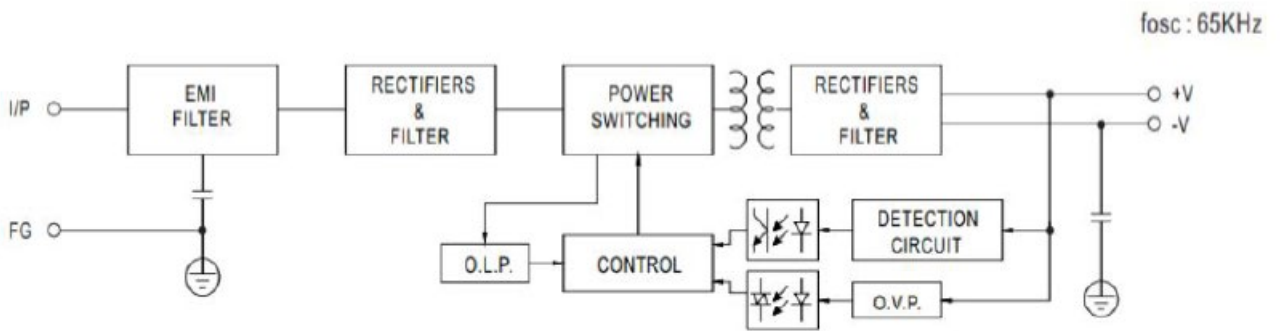 fosc : 65KHz
I/P
EMI
FILTER
RECTIFIERS
&
FILTER
POWER
SWITCHING
RECTIFIERS
&
FILTER
+V
-V
FG
O.L.P.
CONTROL
DETECTION
CIRCUIT
O.V.P.